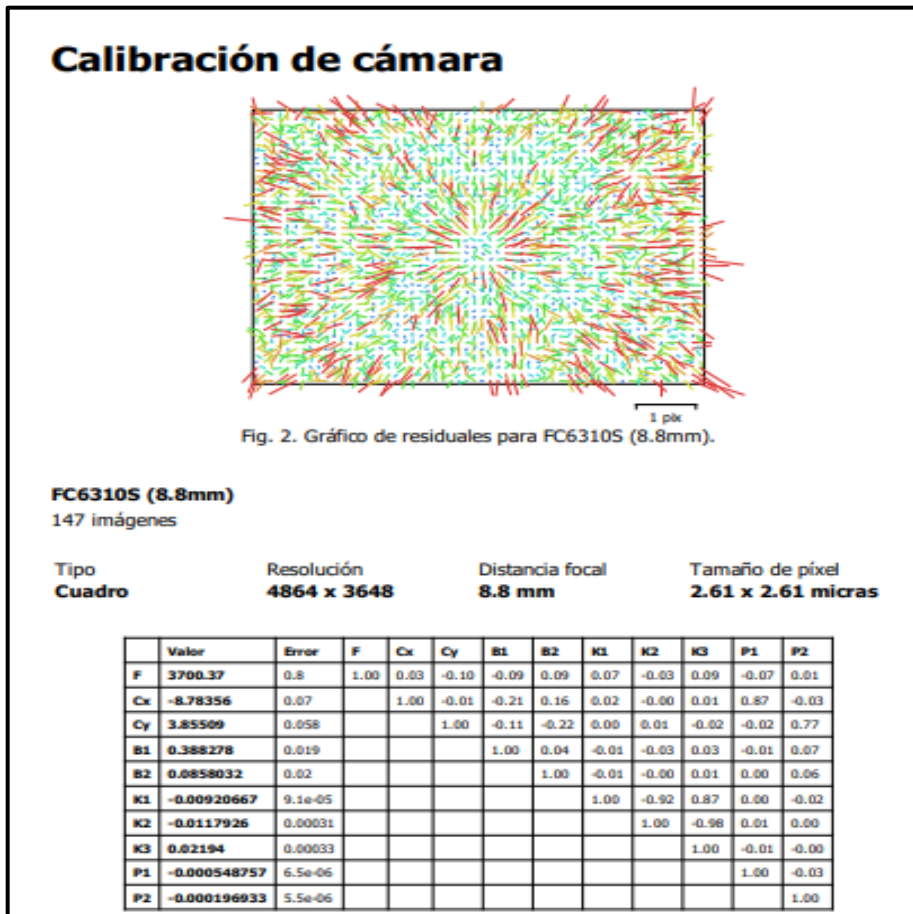 Calibración de cámara
1 pix
Fig. 2. Gráfico de residuales para FC6310S (8.8mm).
FC6310S (8.8mm)
147 imágenes
Tipo Resolución Distancia focal Tamaño de píxel
Cuadro 4864 x 3648 8.8 mm 2.61 x 2.61 micras
Valor Error F Cx Cy B1 B2 K1 K2 K3 P1 P2
F 3700.37 0.8 1.00 0.03 -0.10 -0.09 0.09 0.07 -0.03 0.09 -0.07 0.01
Cx -8.78356 0.07 1.00 -0.01 -0.21 0.16 0.02 -0.00 0.01 0.87 -0.03
Cy 3.85509 0.058 1.00 -0.11 -0.22 0.00 0.01 -0.02 -0.02 0.77
B1 0.388278 0.019 1.00 0.04 -0.01 -0.03 0.03 -0.01 0.07
B2 0.0858032 0.02 1.00 -0.01 -0.00 0.01 0.00 0.06
K1 -0.00920667 9.1e-05 1.00 -0.92 0.87 0.00 -0.02
K2 -0.0117926 0.00031 1.00 -0.98 0.01 0.00
K3 0.02194 0.00033 1.00 -0.01 -0.00
P1 -0.000548757 6.5e-06 1.00 -0.03
P2 -0.000196933 5.5e-06 1.00